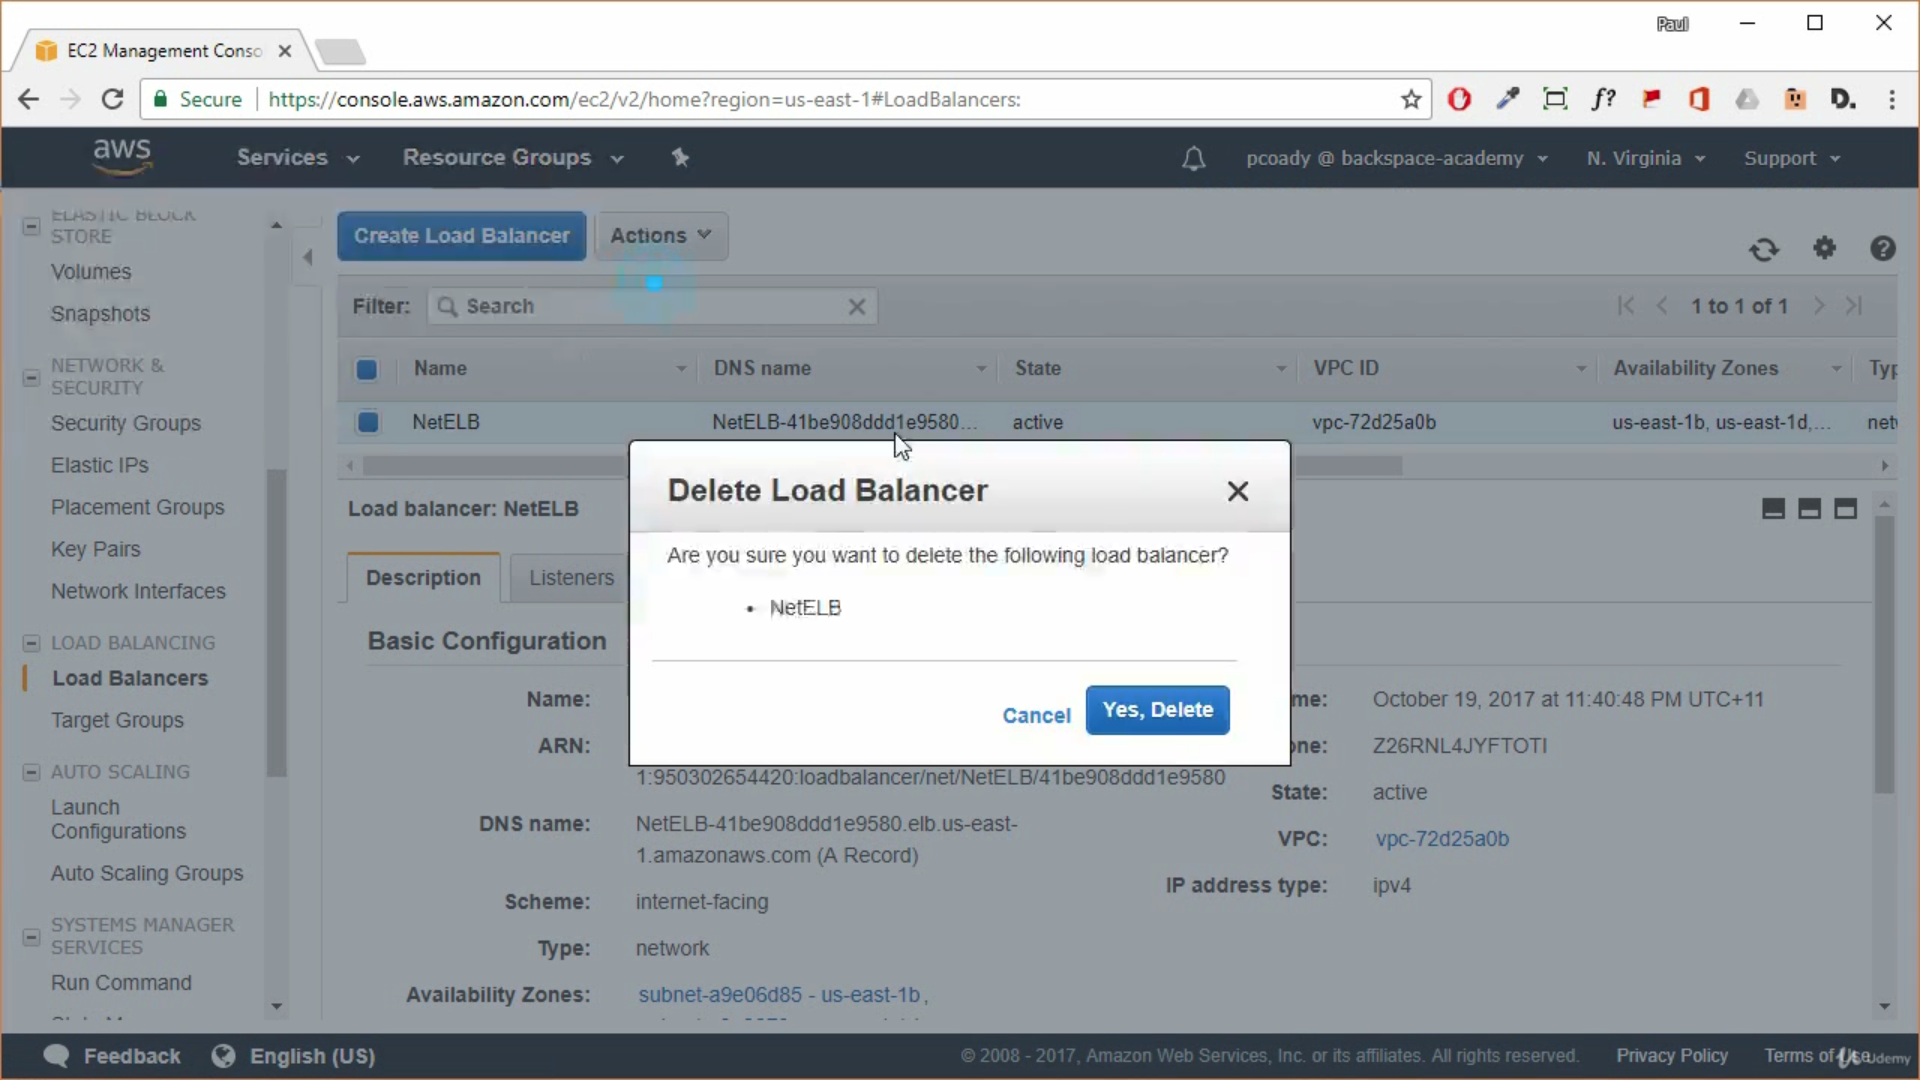 Paul
EC2 Management Conso
Secure
https://console.aws.amazon.com/ec2/v2/home?region=us-east-1#LoadBalancers:
f?
D.
aws
Services
Resource Groups
pcoady @ backspace-academy
N. Virginia
Support
ELASTIC BLOCK
STORE
Volumes
Snapshots
NETWORK &
SECURITY
Security Groups
Elastic IPs
Placement Groups
Key Pairs
Network Interfaces
LOAD BALANCING
Load Balancers
Target Groups
AUTO SCALING
Launch
Configurations
Auto Scaling Groups
SYSTEMS MANAGER
SERVICES
Run Command
Create Load Balancer
Actions
Filter:
Search
1 to 1 of 1
Name
DNS name
State
VPC ID
Availability Zones
Typ
NetELB
NetELB-41be908ddd1e9580...
active
vpc-72d25a0b
us-east-1b, us-east-1d,...
net
Load balancer: NetELB
Description
Listeners
Basic Configuration
Name:
ARN:
1:950302654420:loadbalancer/net/NetELB/41be908ddd1e9580
DNS name:
NetELB-41be908ddd1e9580.elb.us-east-
1.amazonaws.com (A Record)
Scheme:
internet-facing
Type:
network
Availability Zones:
subnet-a9e06d85 - us-east-1b,
me:
October 19, 2017 at 11:40:48 PM UTC+11
one:
Z26RNL4JYFTOTI
State:
active
VPC:
vpc-72d25a0b
IP address type:
ipv4
Delete Load Balancer
Are you sure you want to delete the following load balancer?
• NetELB
Cancel
Yes, Delete
Feedback
English (US)
© 2008 - 2017, Amazon Web Services, Inc. or its affiliates. All rights reserved.
Privacy Policy
Terms of Use
Udemy